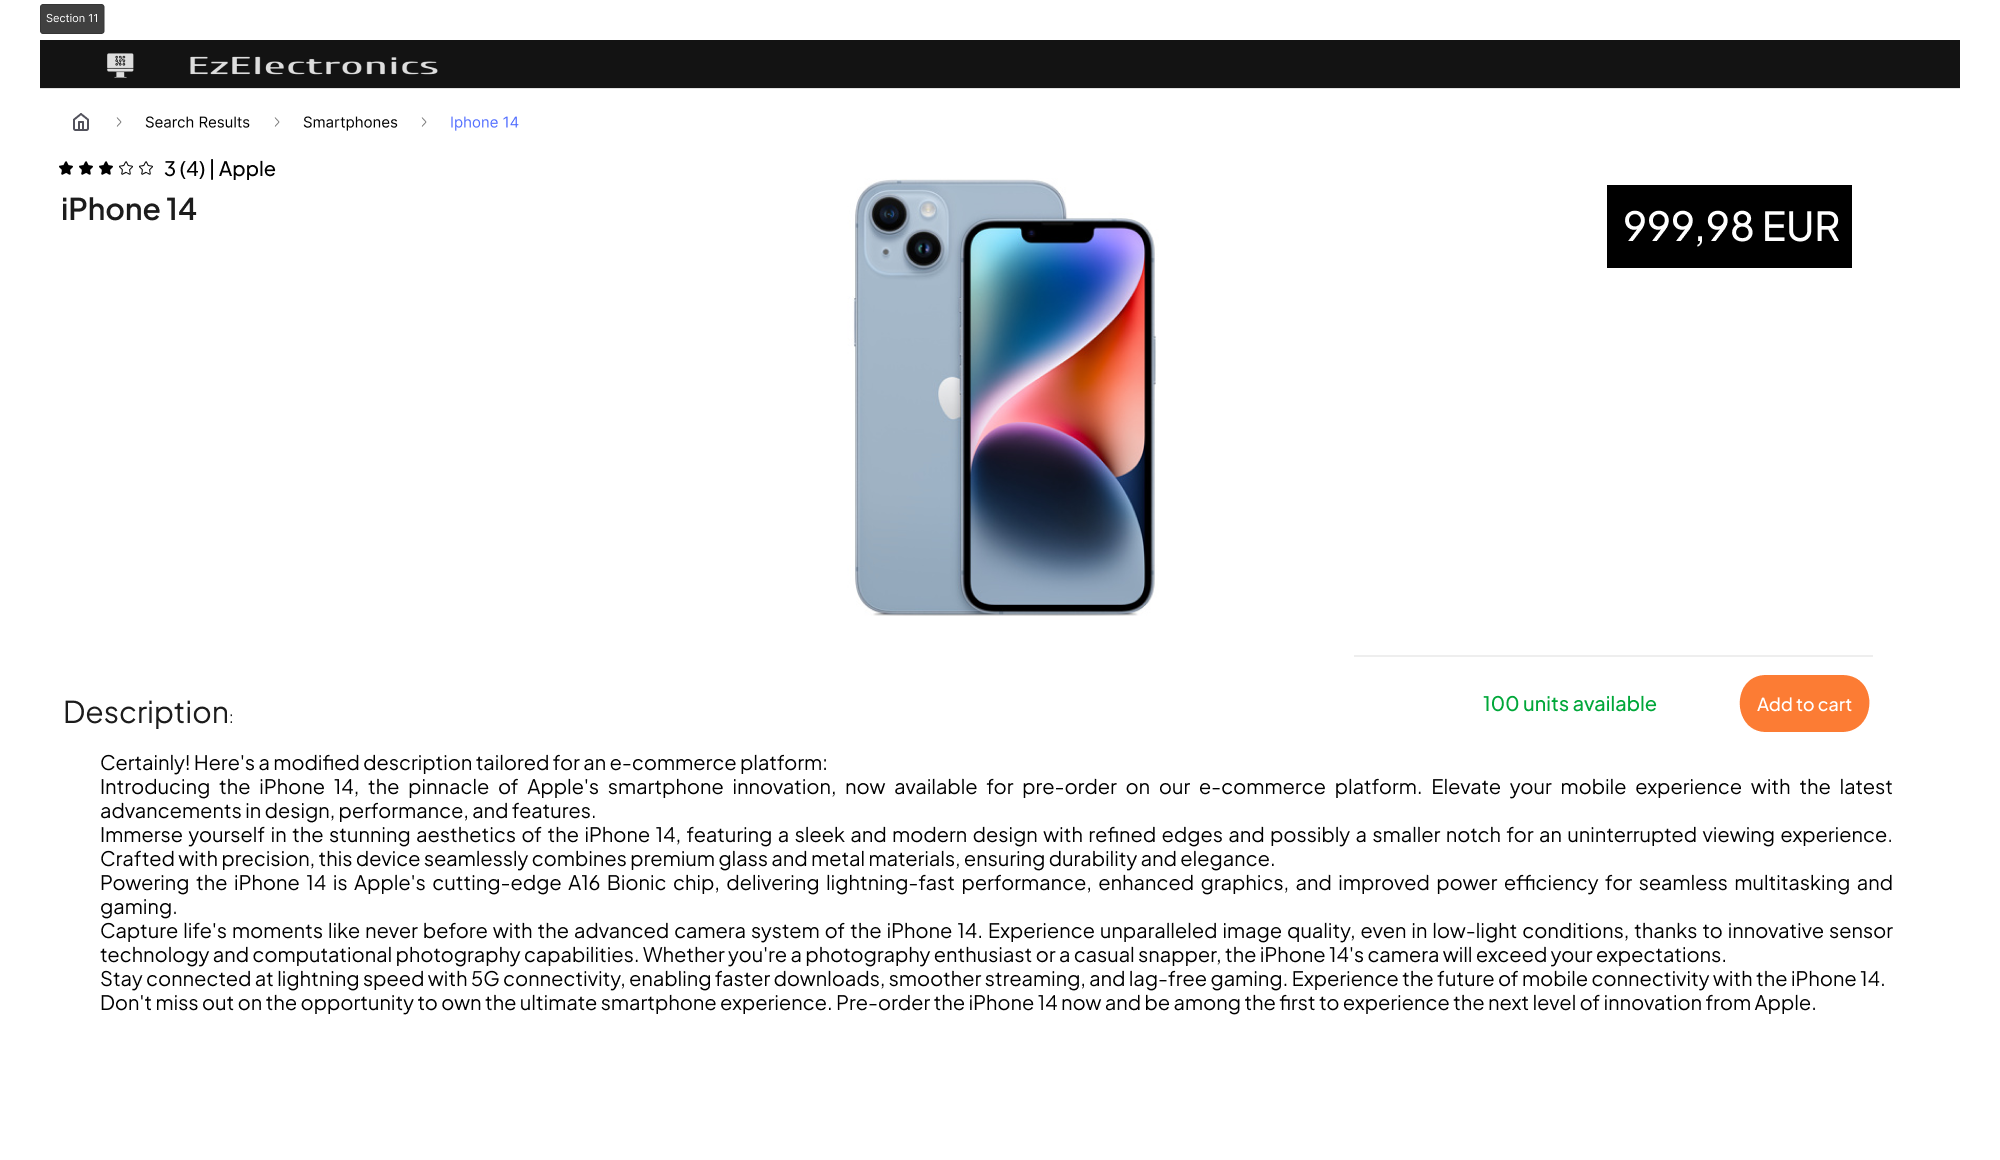 Section 11
EzElectronics
Search Results
Smartphones
Iphone 14
3 (4) | Apple
iPhone 14
999,98 EUR
100 units available
Add to cart
Description:
Certainly! Here's a modified description tailored for an e-commerce platform:
Introducing the iPhone 14, the pinnacle of Apple's smartphone innovation, now available for pre-order on our e-commerce platform. Elevate your mobile experience with the latest
advancements in design, performance, and features.
Immerse yourself in the stunning aesthetics of the iPhone 14, featuring a sleek and modern design with refined edges and possibly a smaller notch for an uninterrupted viewing experience.
Crafted with precision, this device seamlessly combines premium glass and metal materials, ensuring durability and elegance.
Powering the iPhone 14 is Apple's cutting-edge A16 Bionic chip, delivering lightning-fast performance, enhanced graphics, and improved power efficiency for seamless multitasking and
gaming.
Capture life's moments like never before with the advanced camera system of the iPhone 14. Experience unparalleled image quality, even in low-light conditions, thanks to innovative sensor
technology and computational photography capabilities. Whether you're a photography enthusiast or a casual snapper, the iPhone 14's camera will exceed your expectations.
Stay connected at lightning speed with 5G connectivity, enabling faster downloads, smoother streaming, and lag-free gaming. Experience the future of mobile connectivity with the iPhone 14.
Don't miss out on the opportunity to own the ultimate smartphone experience. Pre-order the iPhone 14 now and be among the first to experience the next level of innovation from Apple.